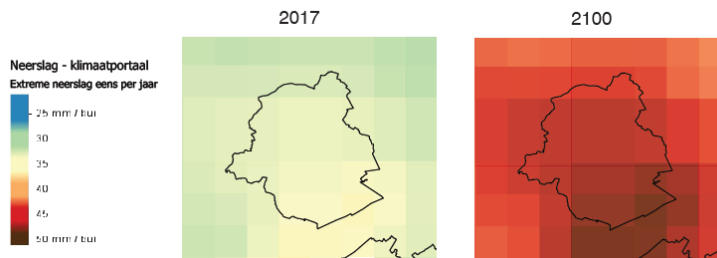 2017
2100
Neerslag - klimaatportaal
Extreme neerslag eens per jaar
25 mm / bui
30
35
40
45
50 mm / bui